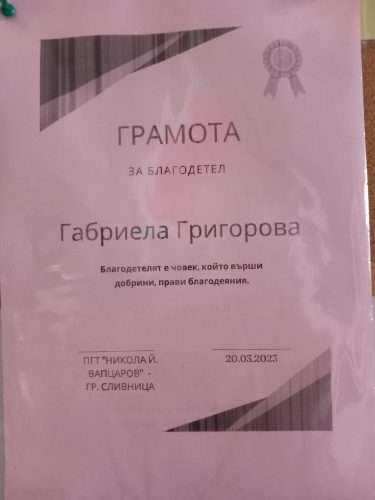 ГРАМОТА
ЗА БЛАГОДЕТЕЛ
Габриела Григорова
Благодетелят е човек, който върши
добрини, прави благодеяния.
ПГТ "НИКОЛА Й.
ВАПЦАРОВ" -
ГР. СЛИВНИЦА
20.03.2023